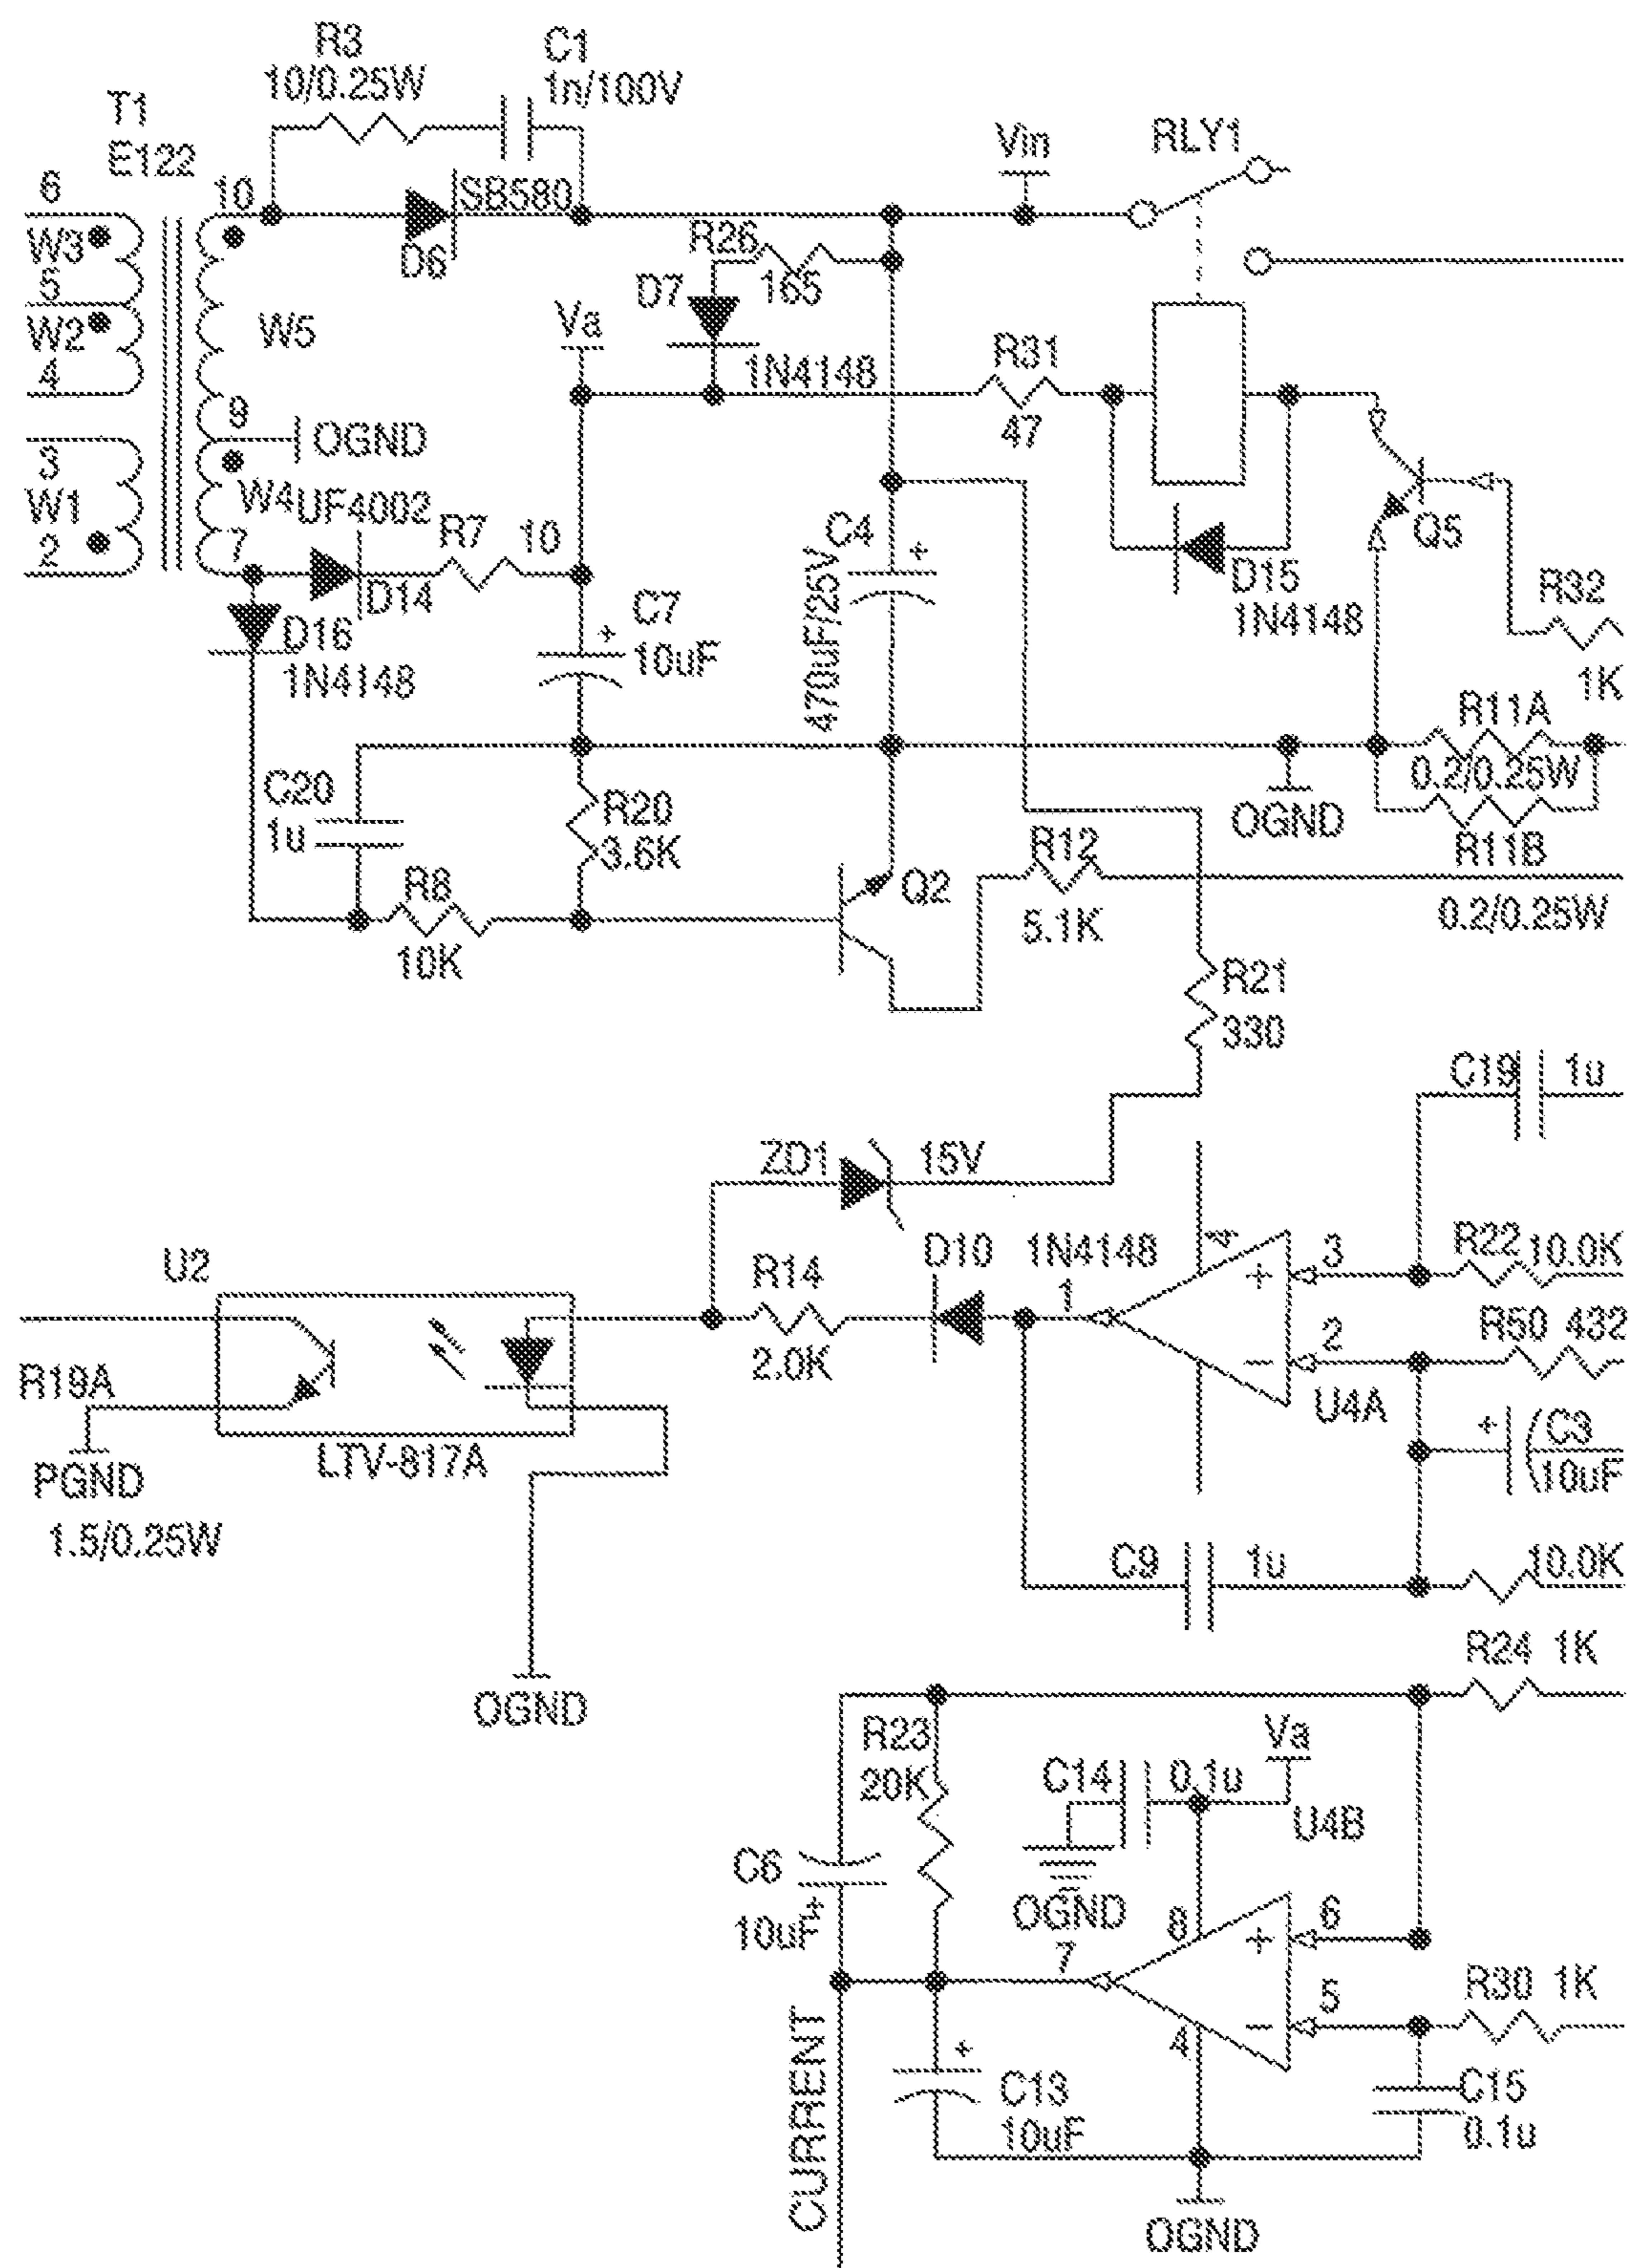 R3
10/0.25W
C1
1n/100V
T1
E122
6
10
W3
5
W2
4
W5
9
OGND
3
W1
2
W4
7
SB580
D6
Vin
RLY1
R26
165
D7
1N4148
Va
R31
47
UF4002
D14
R7
10
D16
1N4148
C7
+
10uF
C4
+
470uF/25V
D15
1N4148
Q5
R32
1K
R11A
0.2/0.25W
OGND
R11B
0.2/0.25W
C20
1u
R20
3.6K
R8
10K
Q2
R12
5.1K
R21
330
C19
1u
ZD1
15V
U2
R14
2.0K
D10
1N4148
1
4
+
3
R22
10.0K
−
2
R50 432
U4A
R19A
PGND
1.5/0.25W
LTV-817A
OGND
+
C3
10uF
C9
1u
10.0K
R24 1K
R23
20K
C14
0.1u
Va
U4B
C6
10uF
+
OGND
7
8
+
6
−
5
4
R30 1K
CURRENT
+
C13
10uF
C15
0.1u
OGND